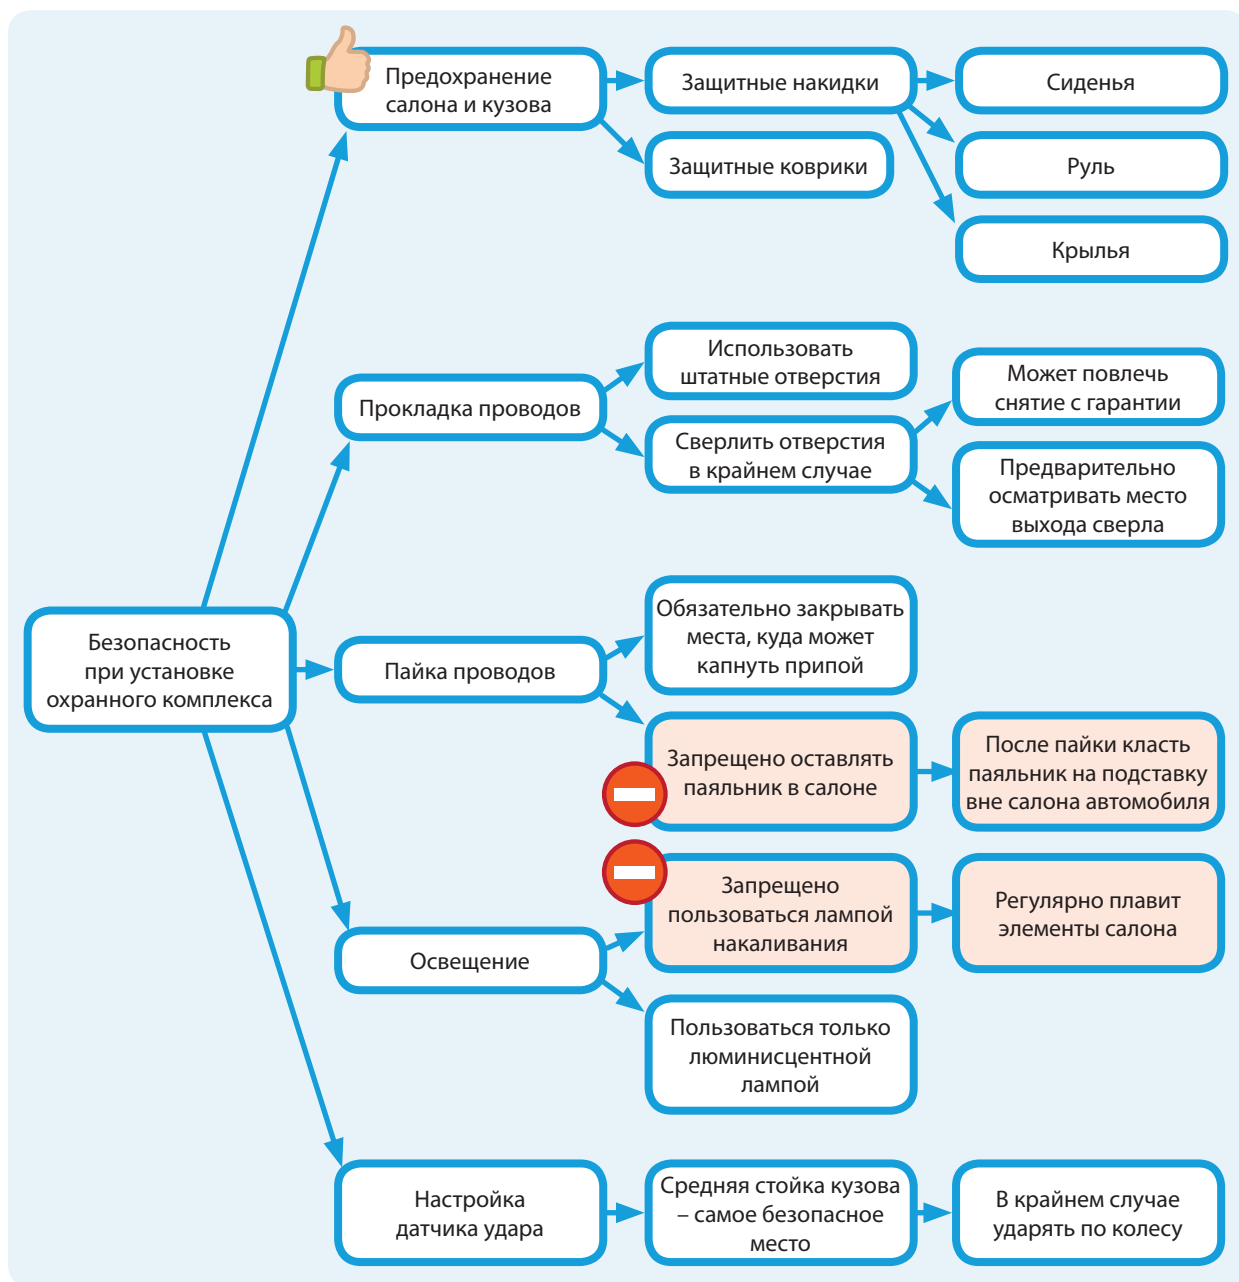 Предохранение
салона и кузова
Защитные накидки
Сиденья
Защитные коврики
Руль
Крылья
Прокладка проводов
Использовать
штатные отверстия
Сверлить отверстия
в крайнем случае
Может повлечь
снятие с гарантии
Предварительно
осматривать место
выхода сверла
Безопасность
при установке
охранного комплекса
Пайка проводов
Обязательно закрывать
места, куда может
капнуть припой
Запрещено оставлять
паяльник в салоне
После пайки класть
паяльник на подставку
вне салона автомобиля
Освещение
Запрещено
пользоваться лампой
накаливания
Регулярно плавит
элементы салона
Пользоваться только
люминисцентной
лампой
Настройка
датчика удара
Средняя стойка кузова
– самое безопасное
место
В крайнем случае
ударять по колесу